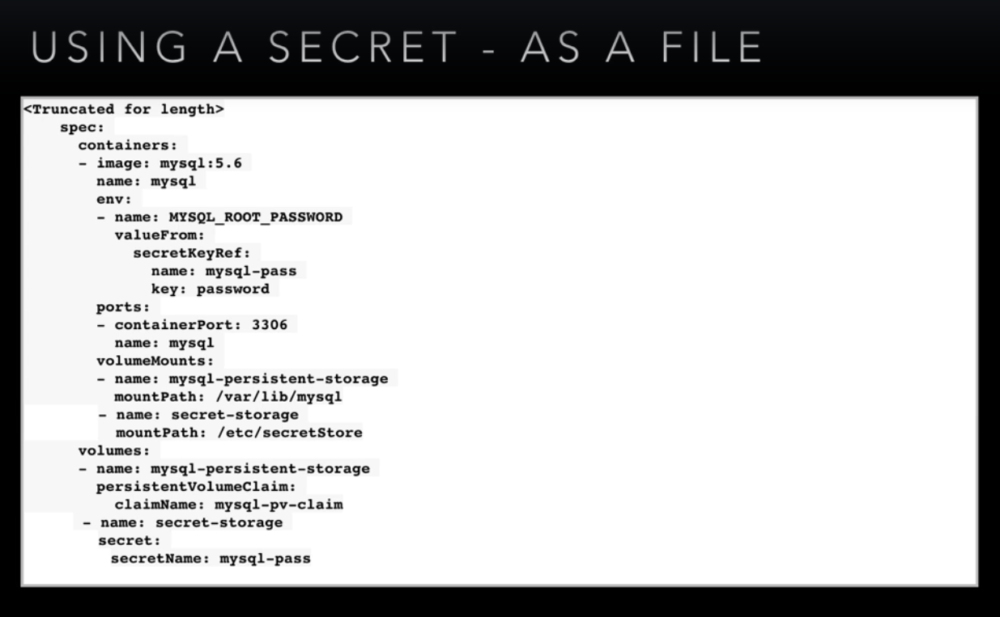 USING A SECRET - AS A FILE
<Truncated for length>
    spec:
      containers:
      - image: mysql:5.6
        name: mysql
        env:
        - name: MYSQL_ROOT_PASSWORD
          valueFrom:
            secretKeyRef:
              name: mysql-pass
              key: password
        ports:
        - containerPort: 3306
          name: mysql
        volumeMounts:
        - name: mysql-persistent-storage
          mountPath: /var/lib/mysql
        - name: secret-storage
          mountPath: /etc/secretStore
      volumes:
      - name: mysql-persistent-storage
        persistentVolumeClaim:
          claimName: mysql-pv-claim
      - name: secret-storage
        secret:
          secretName: mysql-pass